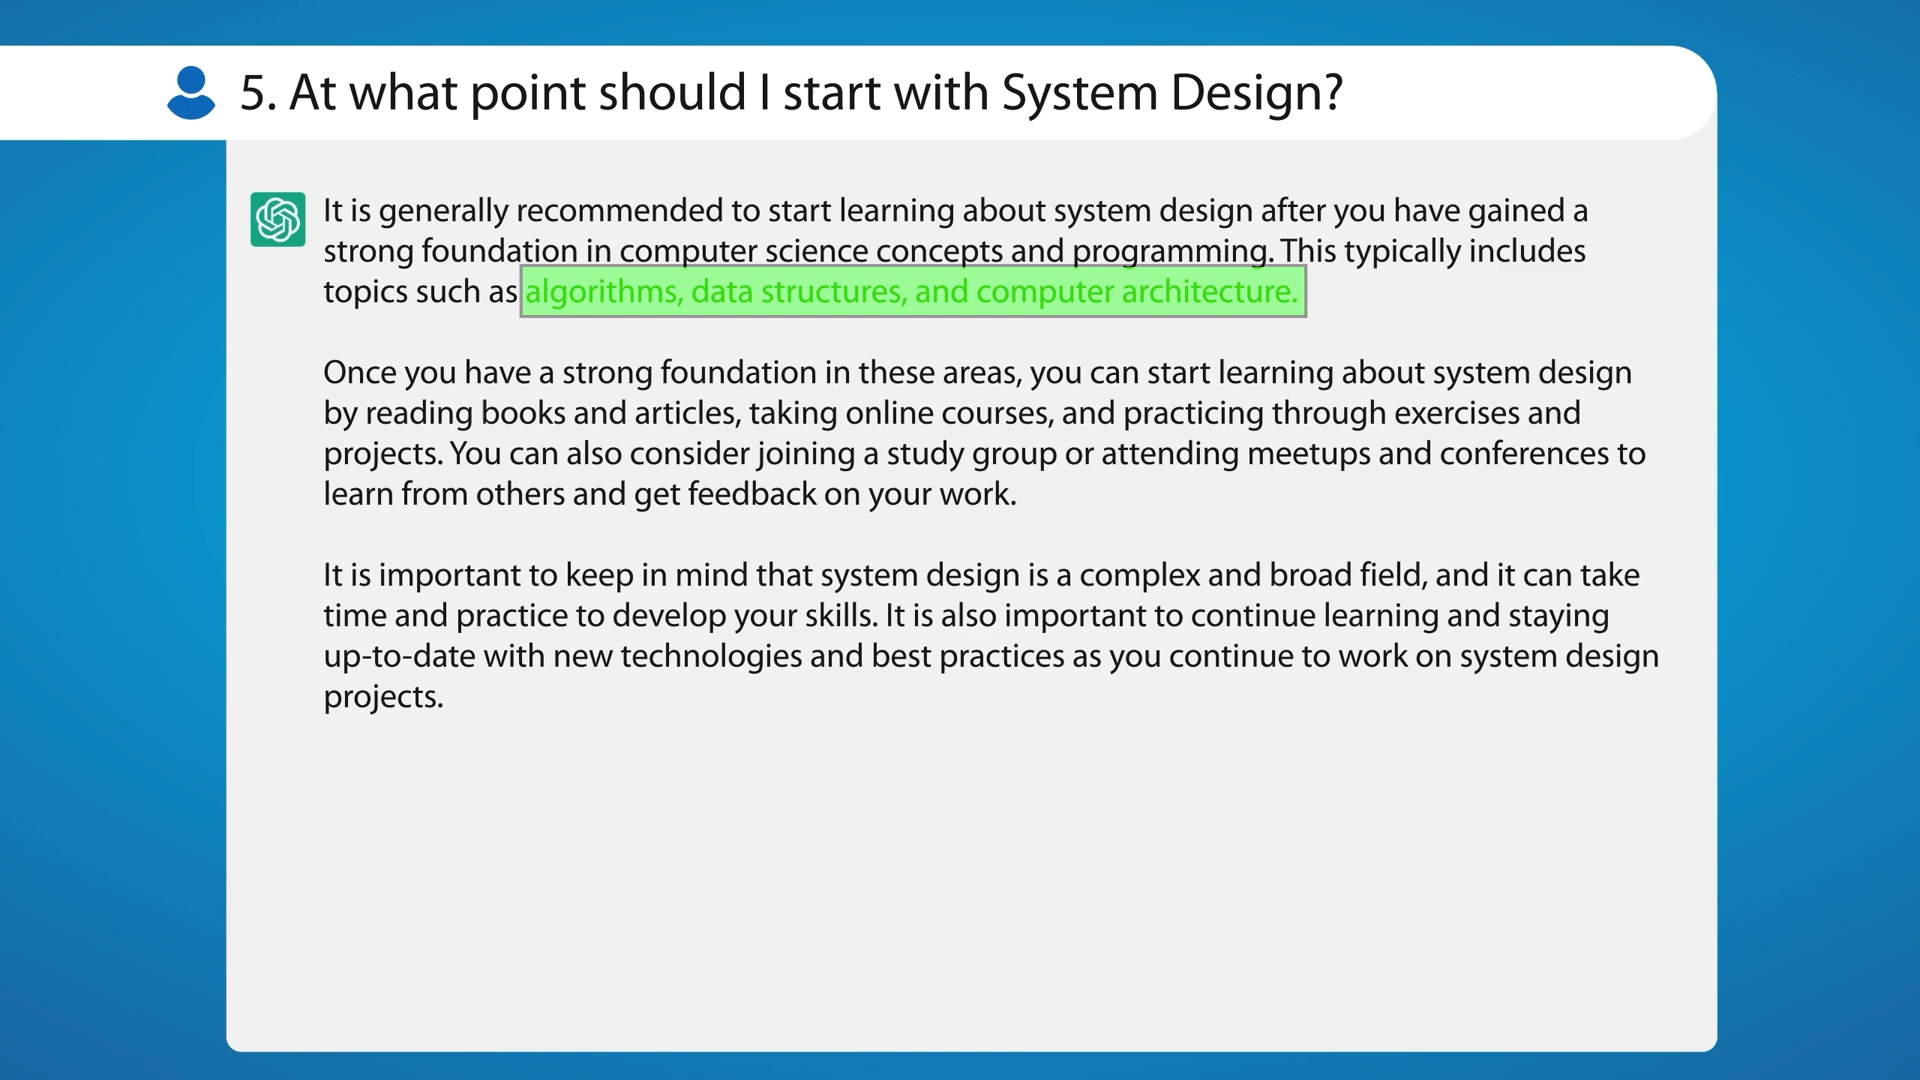 5. At what point should I start with System Design?
It is generally recommended to start learning about system design after you have gained a
strong foundation in computer science concepts and programming. This typically includes
topics such as algorithms, data structures, and computer architecture.
Once you have a strong foundation in these areas, you can start learning about system design
by reading books and articles, taking online courses, and practicing through exercises and
projects. You can also consider joining a study group or attending meetups and conferences to
learn from others and get feedback on your work.
It is important to keep in mind that system design is a complex and broad field, and it can take
time and practice to develop your skills. It is also important to continue learning and staying
up-to-date with new technologies and best practices as you continue to work on system design
projects.